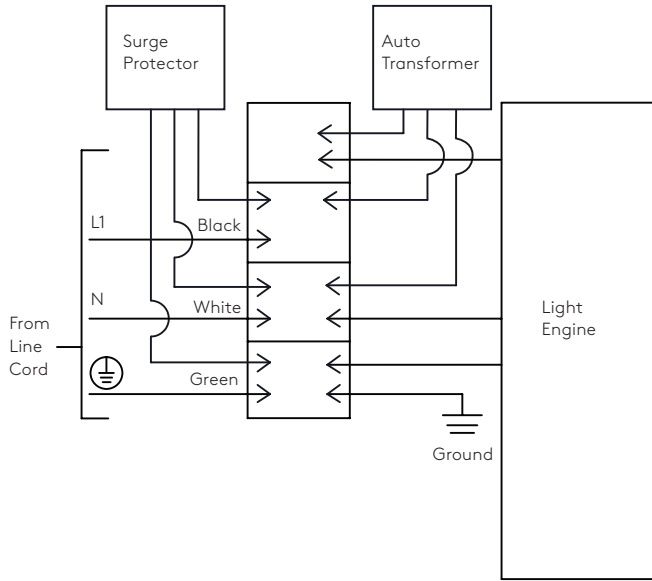 Surge
Protector
Auto
Transformer
L1
Black
N
White
From
Line
Cord
Green
Light
Engine
Ground